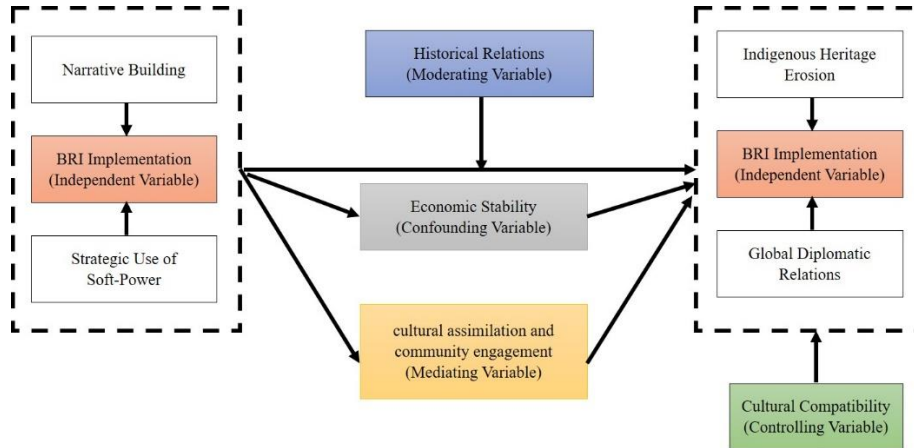 Narrative Building
BRI Implementation
(Independent Variable)
Strategic Use of
Soft-Power
Historical Relations
(Moderating Variable)
Economic Stability
(Confounding Variable)
cultural assimilation and
community engagement
(Mediating Variable)
Indigenous Heritage
Erosion
BRI Implementation
(Independent Variable)
Global Diplomatic
Relations
Cultural Compatibility
(Controlling Variable)